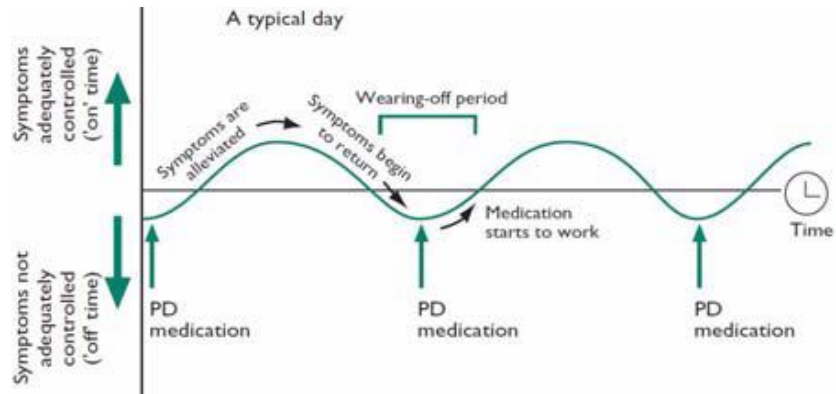 A typical day
Symptoms
adequately
controlled
('on' time)
Symptoms not
adequately
controlled
('off' time)
Symptoms are
alleviated
Symptoms begin
to return
Wearing-off period
Medication
starts to work
Time
PD
medication
PD
medication
PD
medication